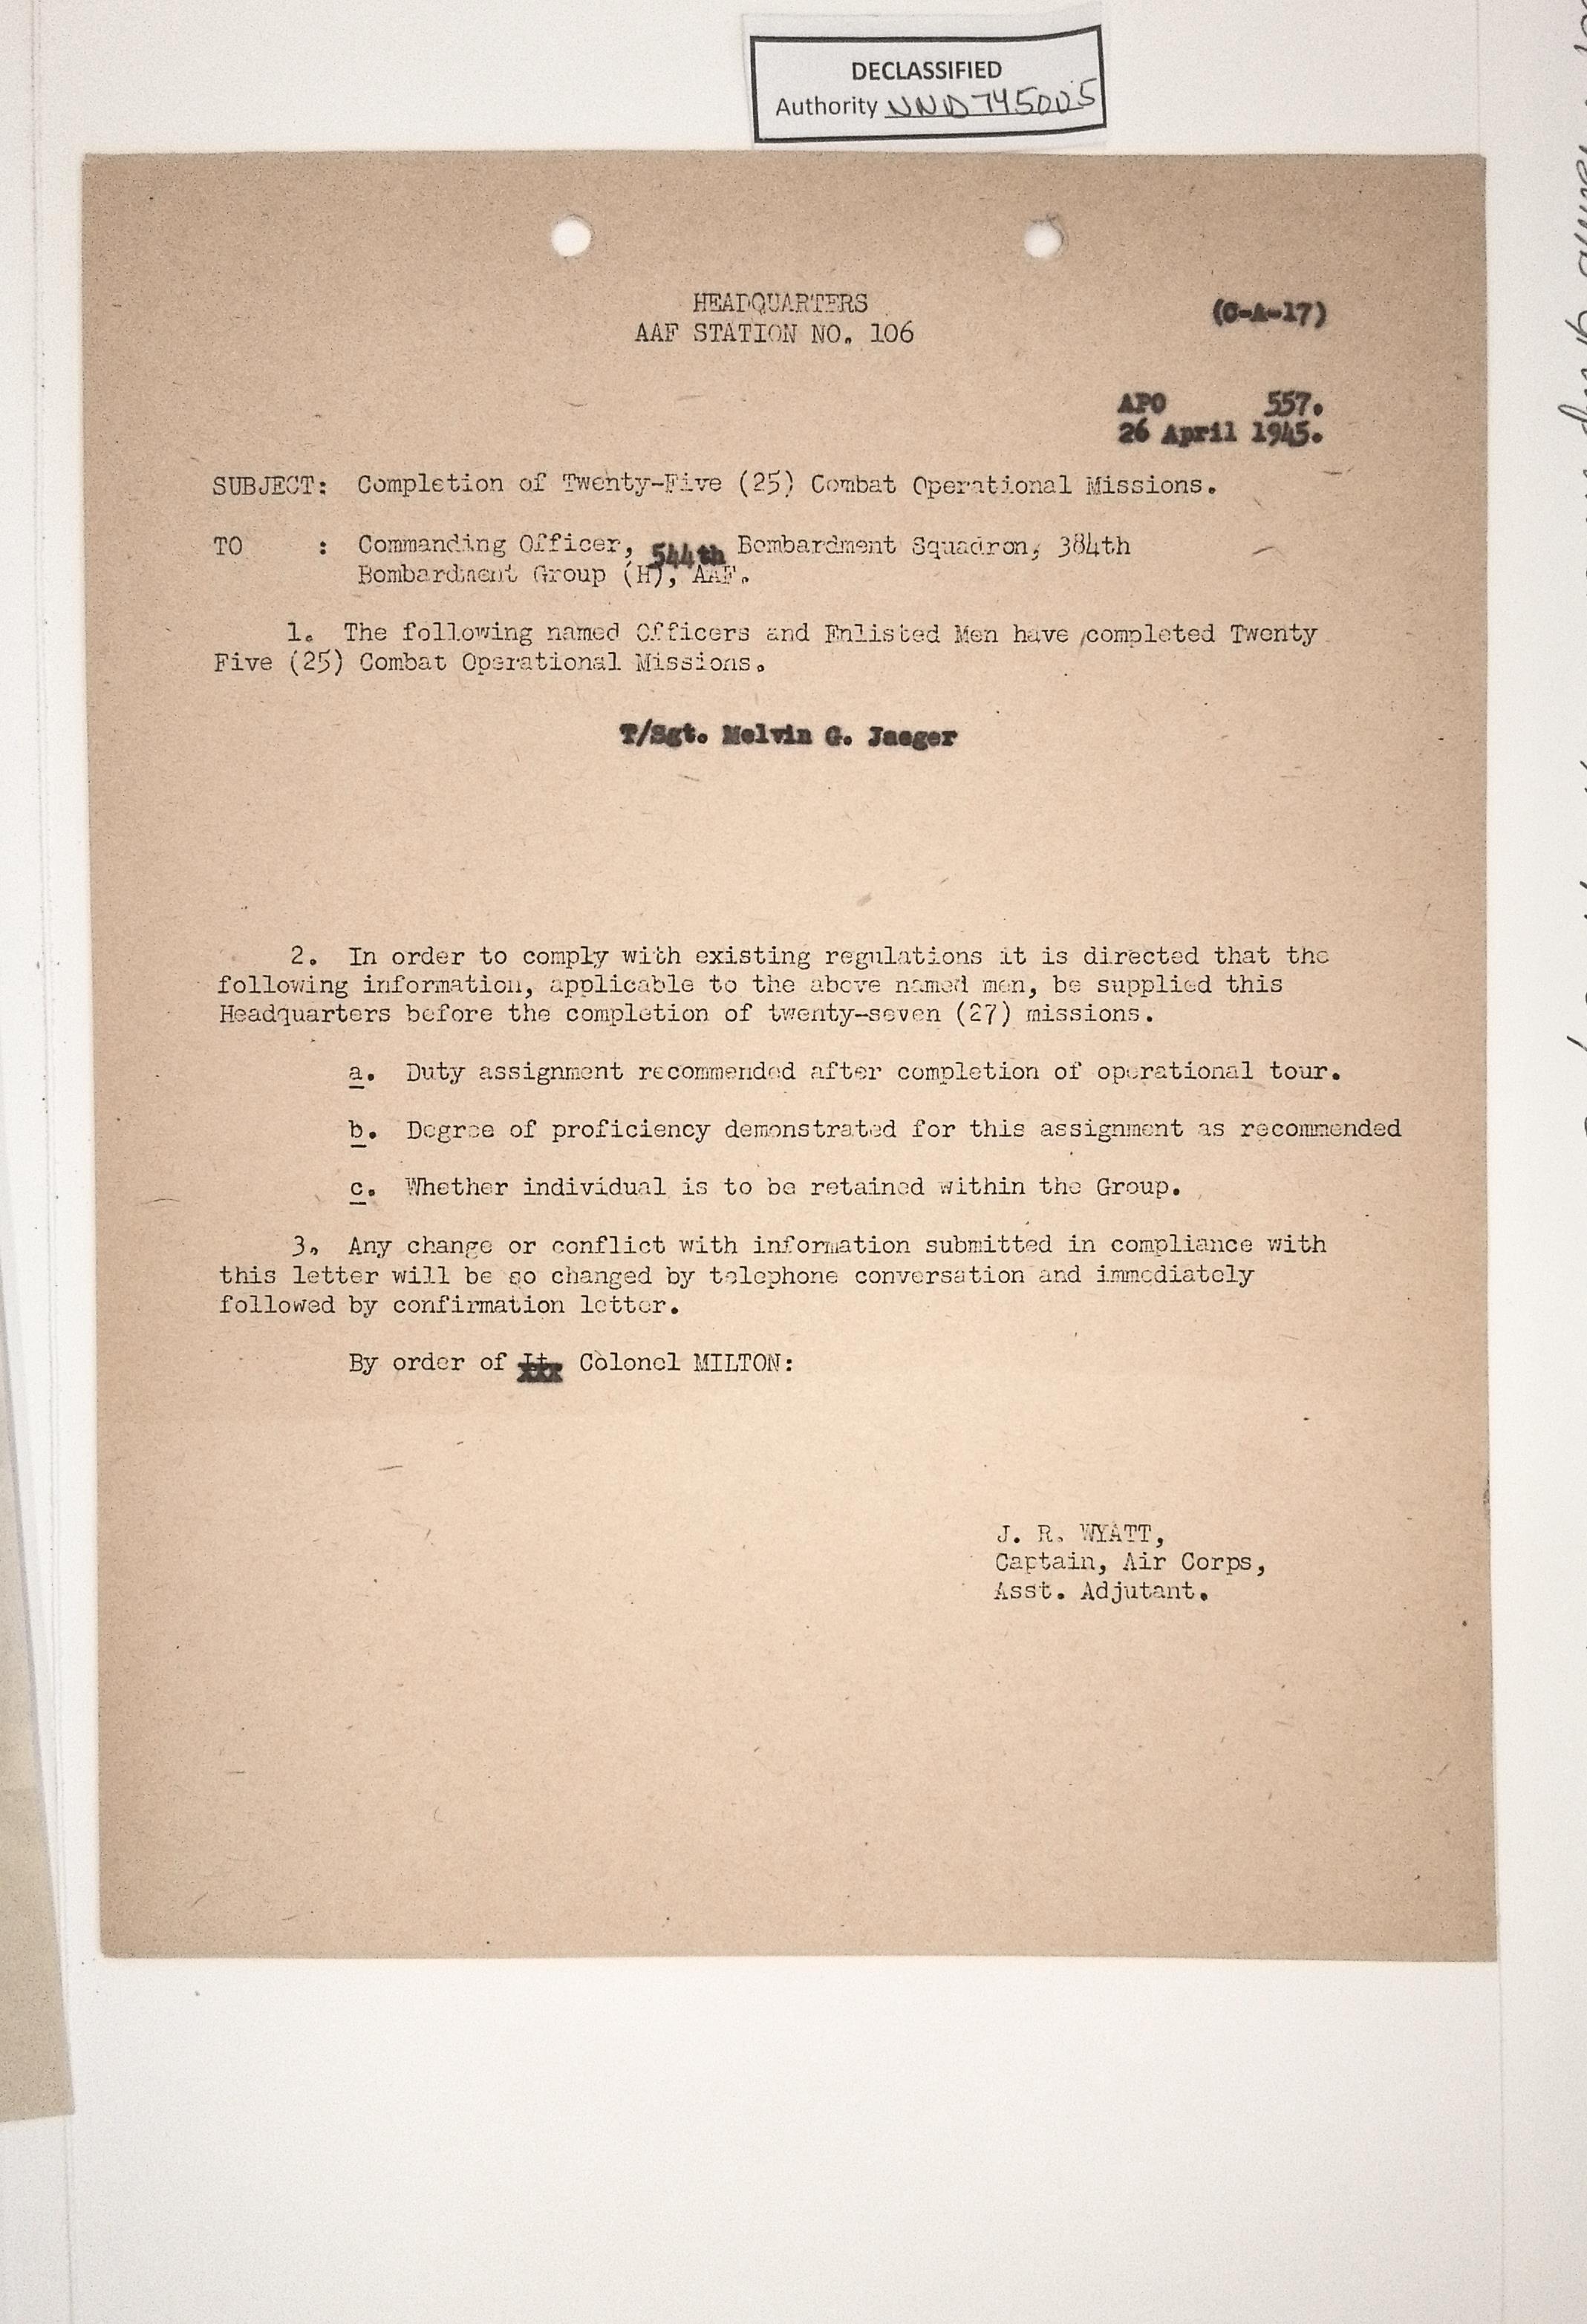 DECLASSIFIED
Authority NND745005
HEADQUARTERS
(C-A-17)
AAF STATION NO. 106
APO 557.
26 April 1945.
SUBJECT: Completion of Twenty-Five (25) Combat Operational Missions.
TO : Commanding Officer, 544th Bombardment Squadron, 384th
Bombardment Group (H), AAF.
1. The following named Officers and Enlisted Men have completed Twenty
Five (25) Combat Operational Missions.
T/Sgt. Melvin G. Jaeger
2. In order to comply with existing regulations it is directed that the
following information, applicable to the above named men, be supplied this
Headquarters before the completion of twenty-seven (27) missions.
a. Duty assignment recommended after completion of operational tour.
b. Degree of proficiency demonstrated for this assignment as recommended
c. Whether individual is to be retained within the Group.
3. Any change or conflict with information submitted in compliance with
this letter will be so changed by telephone conversation and immediately
followed by confirmation letter.
By order of Lt. Colonel MILTON:
J. R. WYATT,
Captain, Air Corps,
Asst. Adjutant.